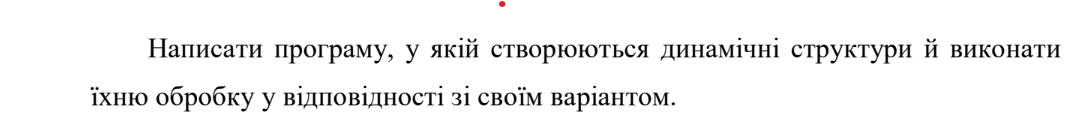 Написати програму, у якій створюються динамічні структури й виконати
їхню обробку у відповідності зі своїм варіантом.